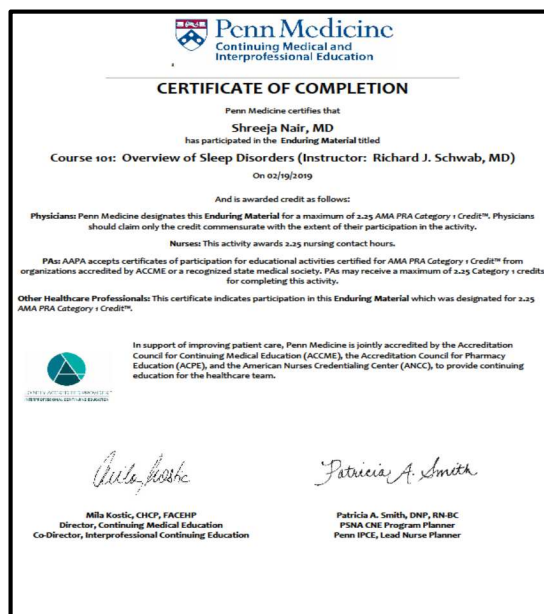 Penn Medicine
Continuing Medical and
Interprofessional Education
CERTIFICATE OF COMPLETION
Penn Medicine certifies that
Shreeja Nair, MD
has participated in the Enduring Material titled
Course 101: Overview of Sleep Disorders (Instructor: Richard J. Schwab, MD)
On 02/19/2019
And is awarded credit as follows:
Physicians: Penn Medicine designates this Enduring Material for a maximum of 2.25 AMA PRA Category 1 Credit™. Physicians
should claim only the credit commensurate with the extent of their participation in the activity.
Nurses: This activity awards 2.25 nursing contact hours.
PAs: AAPA accepts certificates of participation for educational activities certified for AMA PRA Category 1 Credit™ from
organizations accredited by ACCME or a recognized state medical society. PAs may receive a maximum of 2.25 Category 1 credits
for completing this activity.
Other Healthcare Professionals: This certificate indicates participation in this Enduring Material which was designated for 2.25
AMA PRA Category 1 Credit™.
In support of improving patient care, Penn Medicine is jointly accredited by the Accreditation
Council for Continuing Medical Education (ACCME), the Accreditation Council for Pharmacy
Education (ACPE), and the American Nurses Credentialing Center (ANCC), to provide continuing
education for the healthcare team.
JOINTLY ACCREDITED PROVIDER™
INTERPROFESSIONAL CONTINUING EDUCATION
Mila Kostic
Patricia A. Smith
Mila Kostic, CHCP, FACEHP
Director, Continuing Medical Education
Co-Director, Interprofessional Continuing Education
Patricia A. Smith, DNP, RN-BC
PSNA CNE Program Planner
Penn IPCE, Lead Nurse Planner